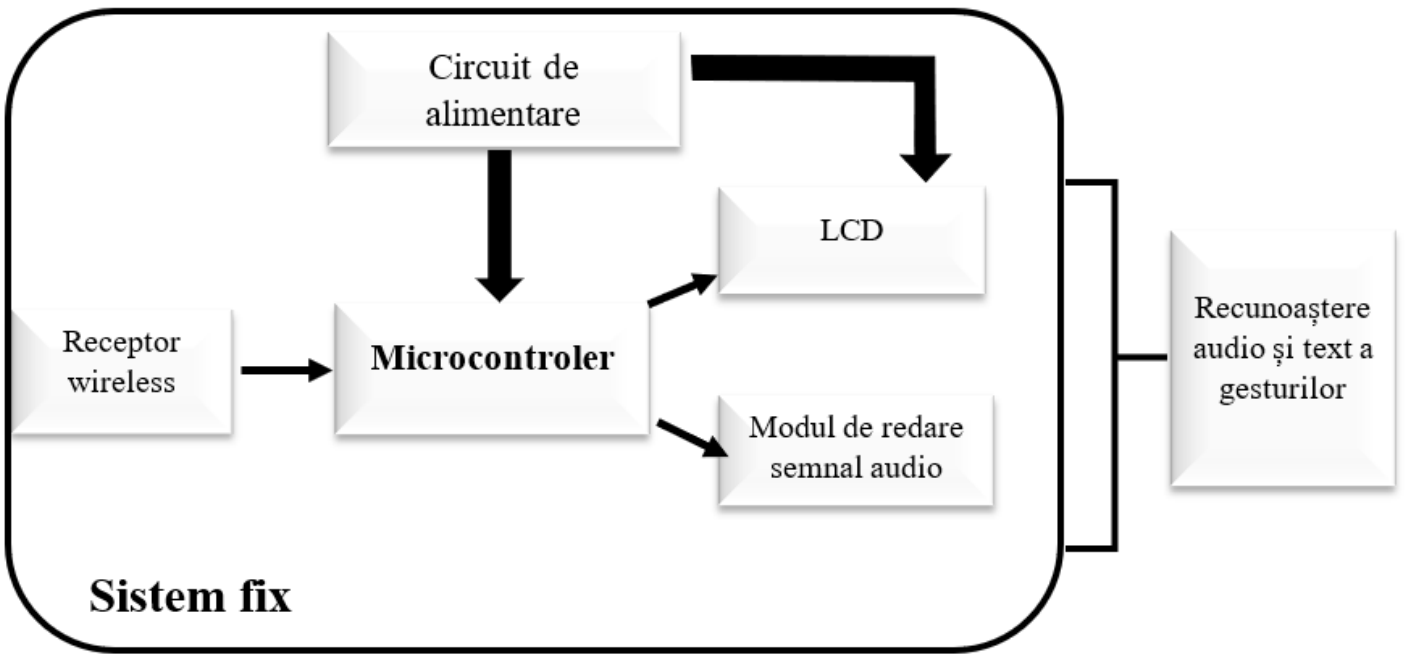 Circuit de
alimentare
LCD
Receptor
wireless
Microcontroler
Modul de redare
semnal audio
Recunoaștere
audio și text a
gesturilor
Sistem fix